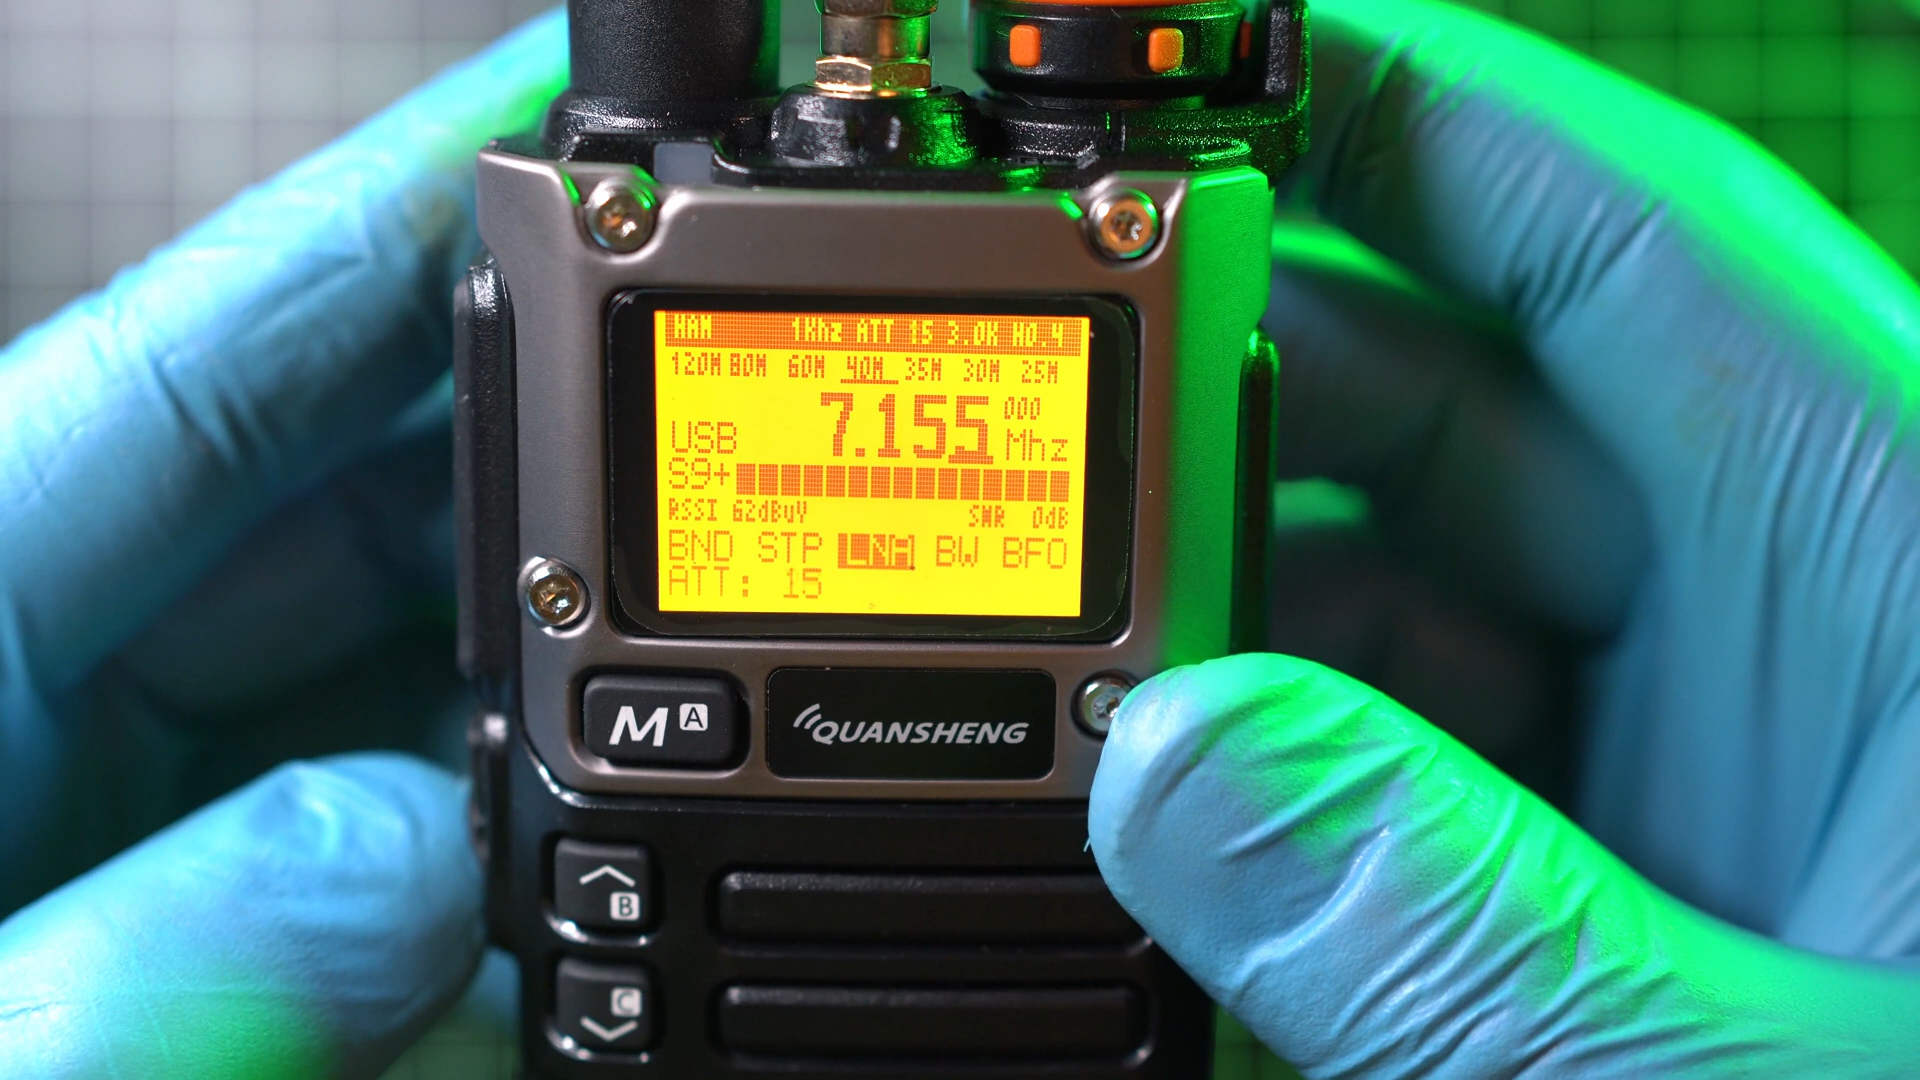 HAM 1Khz ATT 15 3.0K NO.4
120M 80M 60M 40M 35M 30M 25M
7.155 000
USB Mhz
S9+
RSSI 62dBuV SNR 0dB
BND STP LNA BW BFO
ATT: 15
M A
QUANSHENG
B
C